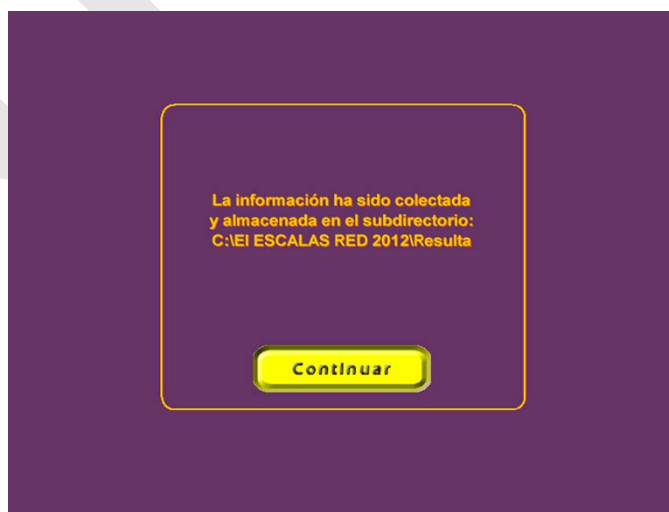 La información ha sido colectada
y almacenada en el subdirectorio:
C:\EI ESCALAS RED 2012\Resulta
Continuar